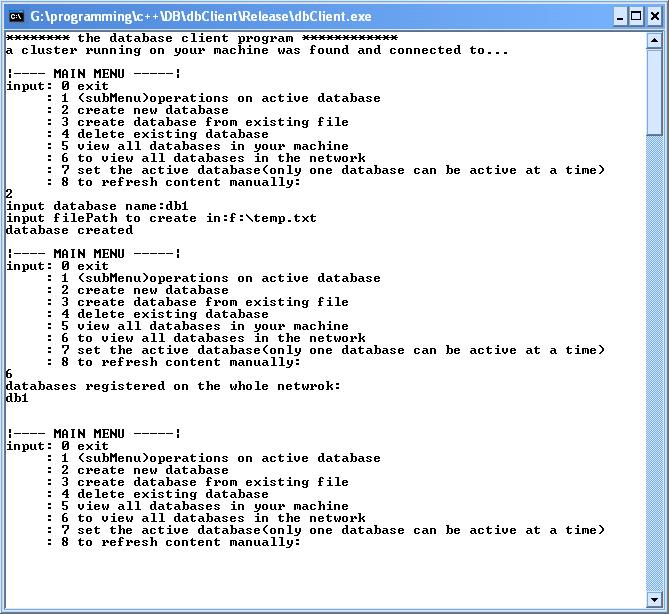 G:\programming\c++\DB\dbClient\Release\dbClient.exe
******** the database client program ************
a cluster running on your machine was found and connected to...
¦---- MAIN MENU -----¦
input: 0 exit
: 1 (subMenu)operations on active database
: 2 create new database
: 3 create database from existing file
: 4 delete existing database
: 5 view all databases in your machine
: 6 to view all databases in the network
: 7 set the active database(only one database can be active at a time)
: 8 to refresh content manually:
2
input database name:db1
input filePath to create in:f:\temp.txt
database created
¦---- MAIN MENU -----¦
input: 0 exit
: 1 (subMenu)operations on active database
: 2 create new database
: 3 create database from existing file
: 4 delete existing database
: 5 view all databases in your machine
: 6 to view all databases in the network
: 7 set the active database(only one database can be active at a time)
: 8 to refresh content manually:
6
databases registered on the whole netwrok:
db1
¦---- MAIN MENU -----¦
input: 0 exit
: 1 (subMenu)operations on active database
: 2 create new database
: 3 create database from existing file
: 4 delete existing database
: 5 view all databases in your machine
: 6 to view all databases in the network
: 7 set the active database(only one database can be active at a time)
: 8 to refresh content manually: